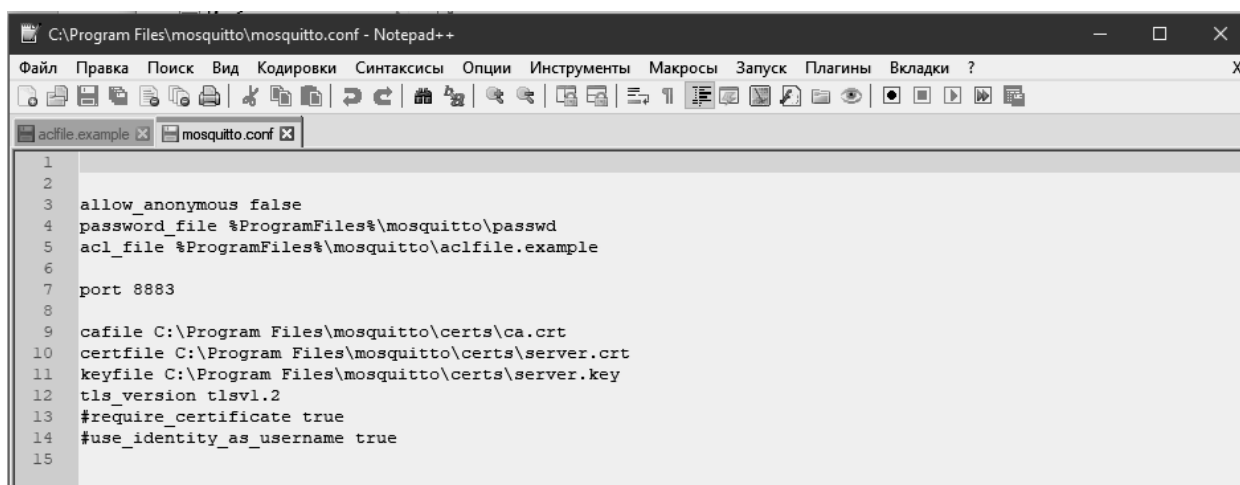 C:\Program Files\mosquitto\mosquitto.conf - Notepad++
Файл Правка Поиск Вид Кодировки Синтаксисы Опции Инструменты Макросы Запуск Плагины Вкладки ? X
aclfile.example mosquitto.conf
1
2
3 allow_anonymous false
4 password_file %ProgramFiles%\mosquitto\passwd
5 acl_file %ProgramFiles%\mosquitto\aclfile.example
6
7 port 8883
8
9 cafile C:\Program Files\mosquitto\certs\ca.crt
10 certfile C:\Program Files\mosquitto\certs\server.crt
11 keyfile C:\Program Files\mosquitto\certs\server.key
12 tls_version tlsv1.2
13 #require_certificate true
14 #use_identity_as_username true
15